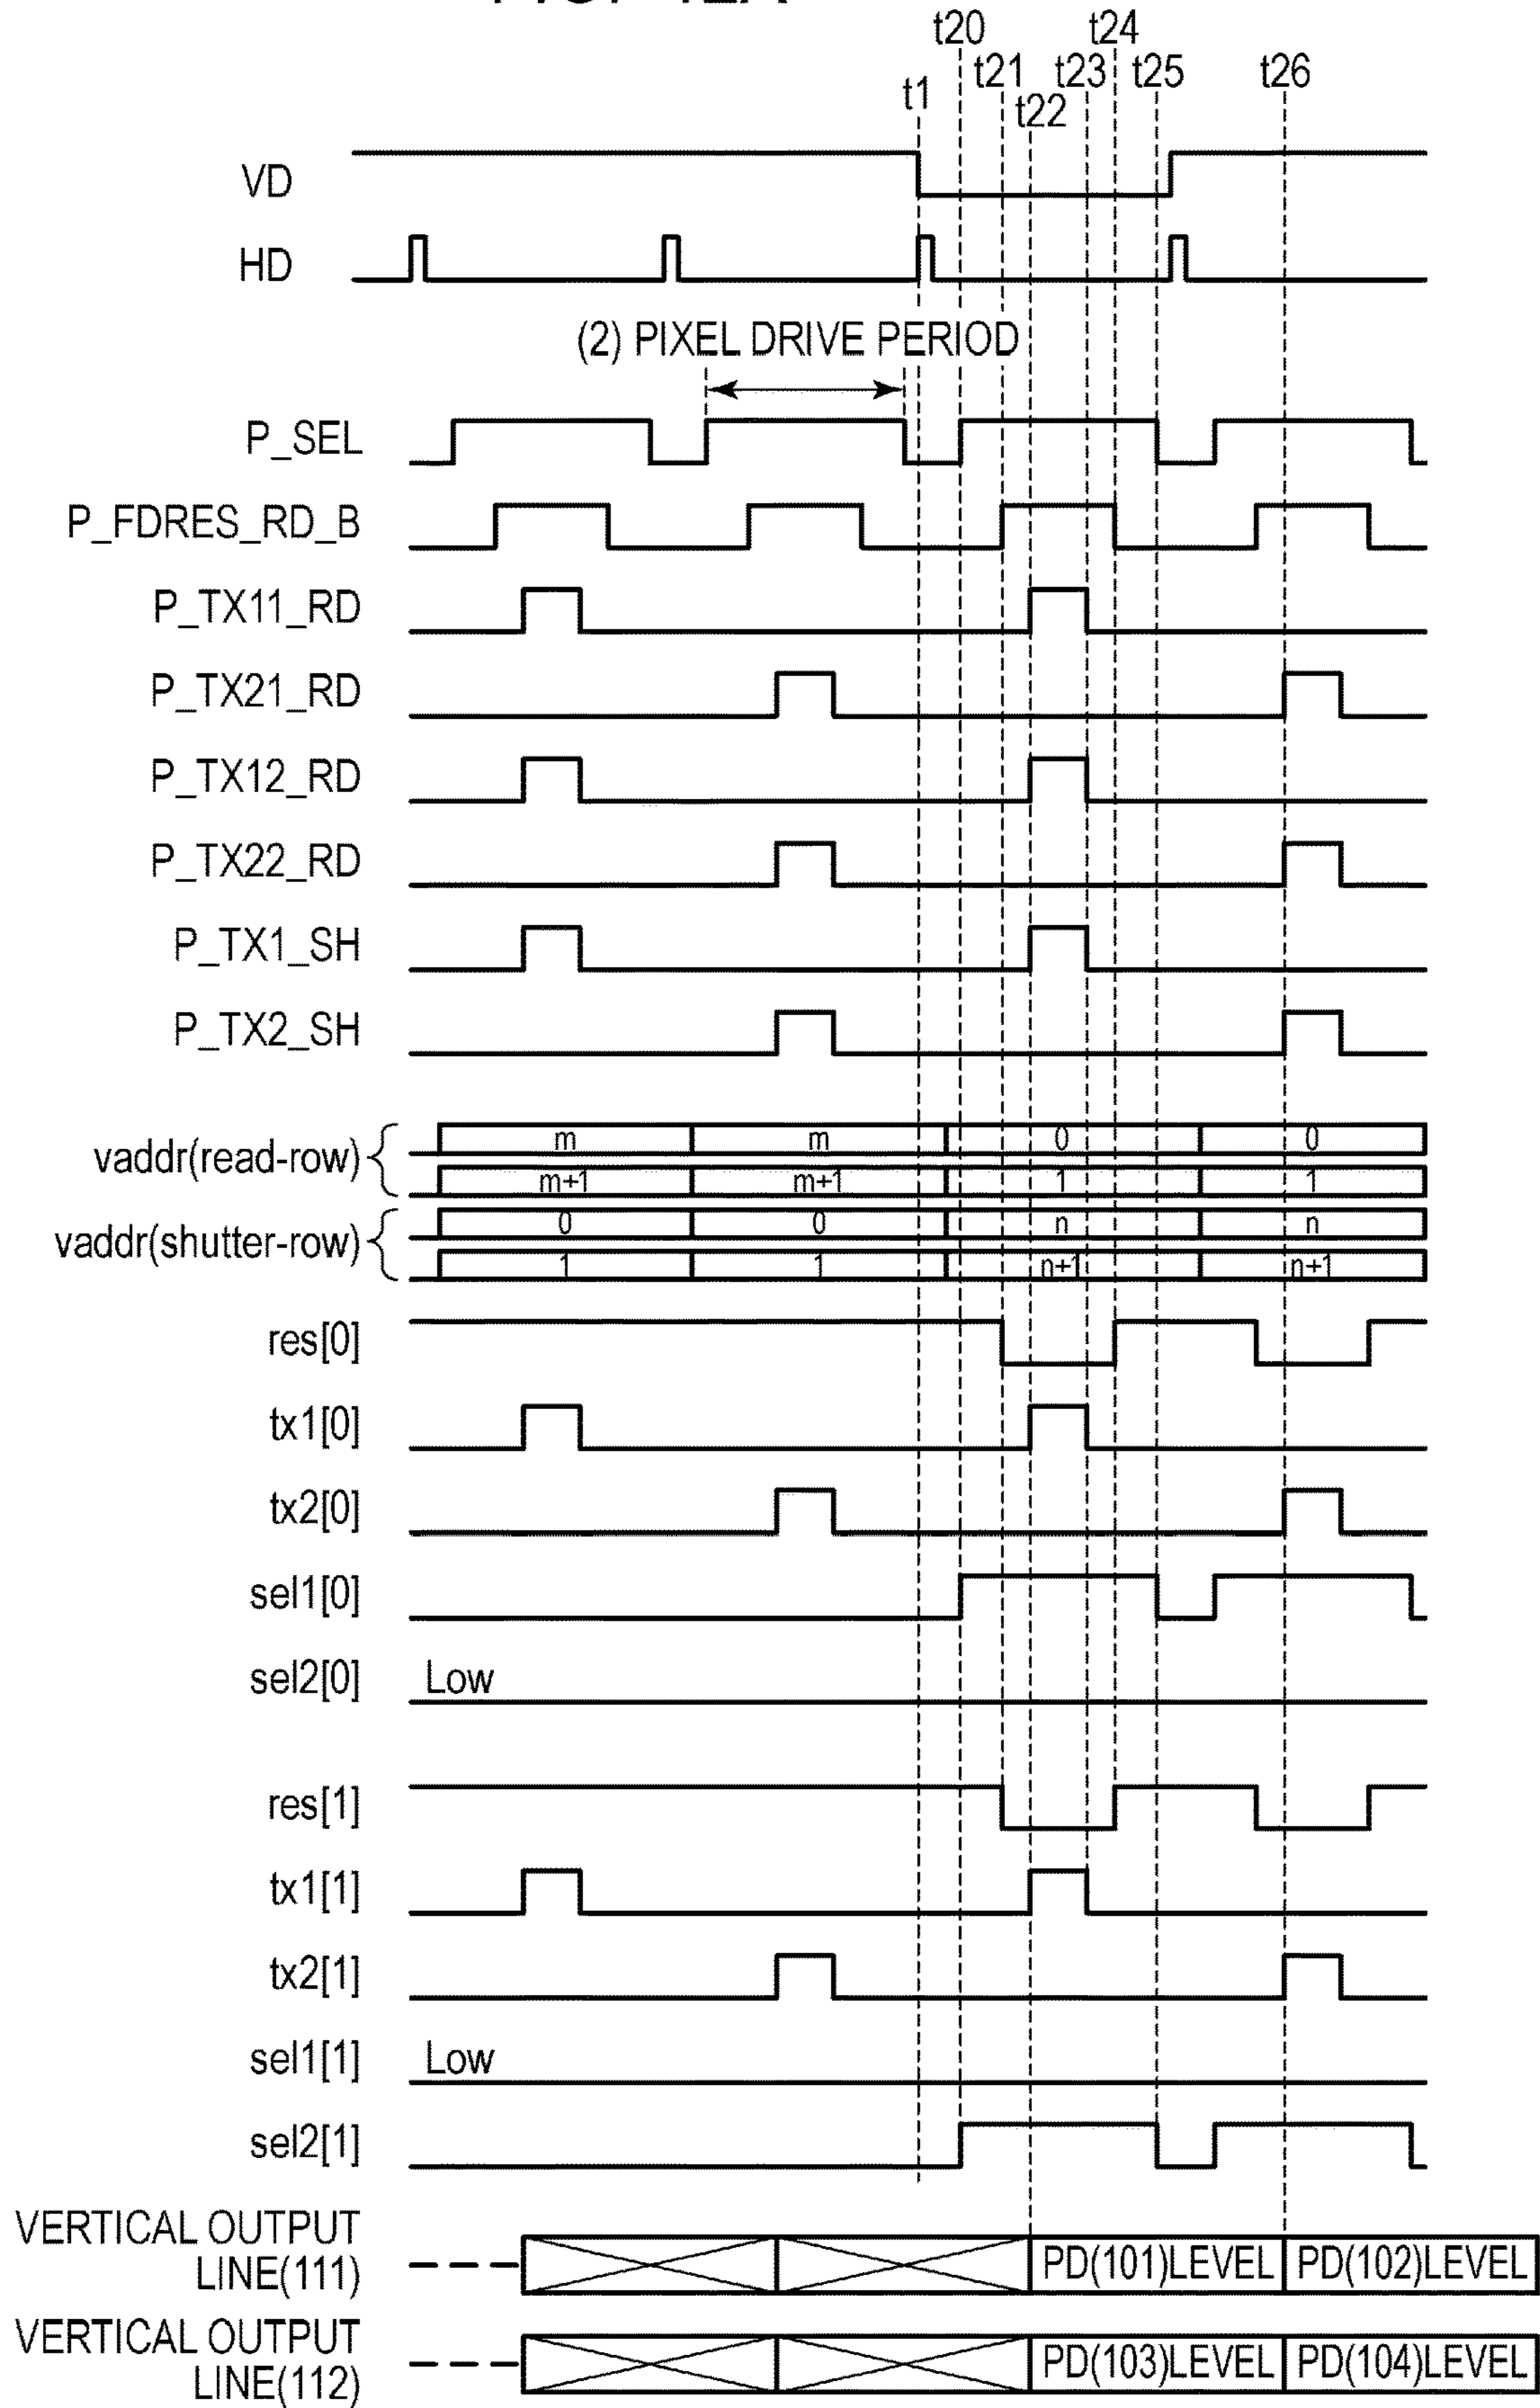 t20
t24
t21
t23
t25
t26
t1
t22
VD
HD
(2) PIXEL DRIVE PERIOD
P_SEL
P_FDRES_RD_B
P_TX11_RD
P_TX21_RD
P_TX12_RD
P_TX22_RD
P_TX1_SH
P_TX2_SH
vaddr(read-row)
m m 0 0
m+1 m+1 1 1
vaddr(shutter-row)
0 0 n n
1 1 n+1 n+1
res[0]
tx1[0]
tx2[0]
sel1[0]
sel2[0] Low
res[1]
tx1[1]
tx2[1]
sel1[1] Low
sel2[1]
VERTICAL OUTPUT
LINE(111)
PD(101)LEVEL PD(102)LEVEL
VERTICAL OUTPUT
LINE(112)
PD(103)LEVEL PD(104)LEVEL